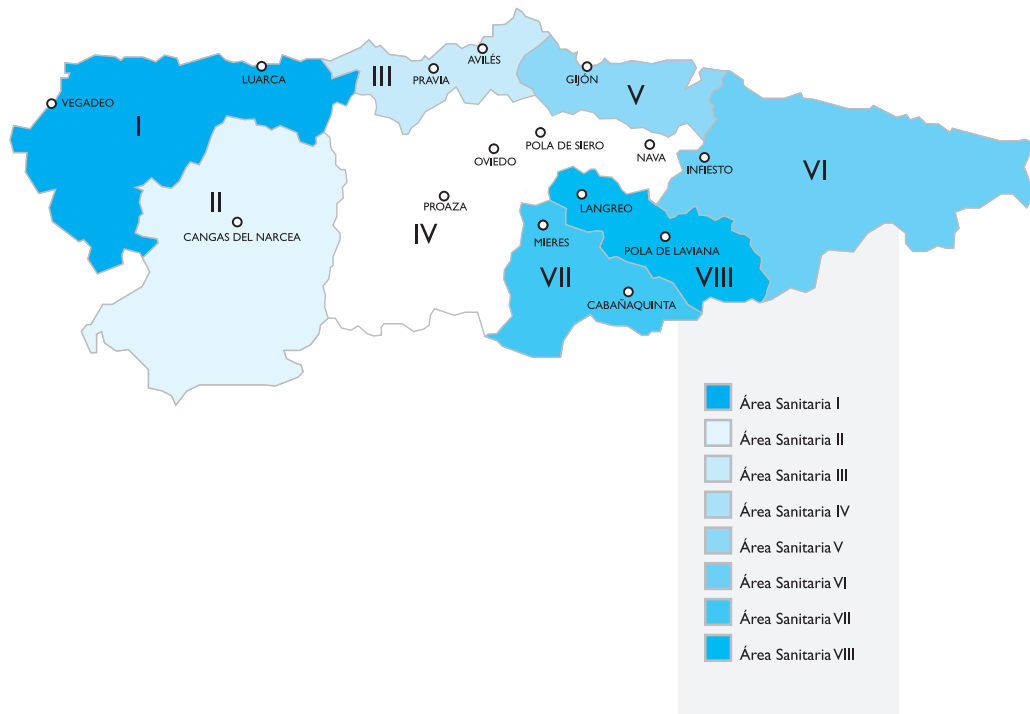 AVILÉS
III
PRAVIA
LUARCA
GIJÓN
V
VEGADEO
I
POLA DE SIERO
OVIEDO
NAVA
INFIESTO
VI
II
CANGAS DEL NARCEA
PROAZA
IV
LANGREO
MIERES
POLA DE LAVIANA
VII
VIII
CABAÑAQUINTA
Área Sanitaria I
Área Sanitaria II
Área Sanitaria III
Área Sanitaria IV
Área Sanitaria V
Área Sanitaria VI
Área Sanitaria VII
Área Sanitaria VIII